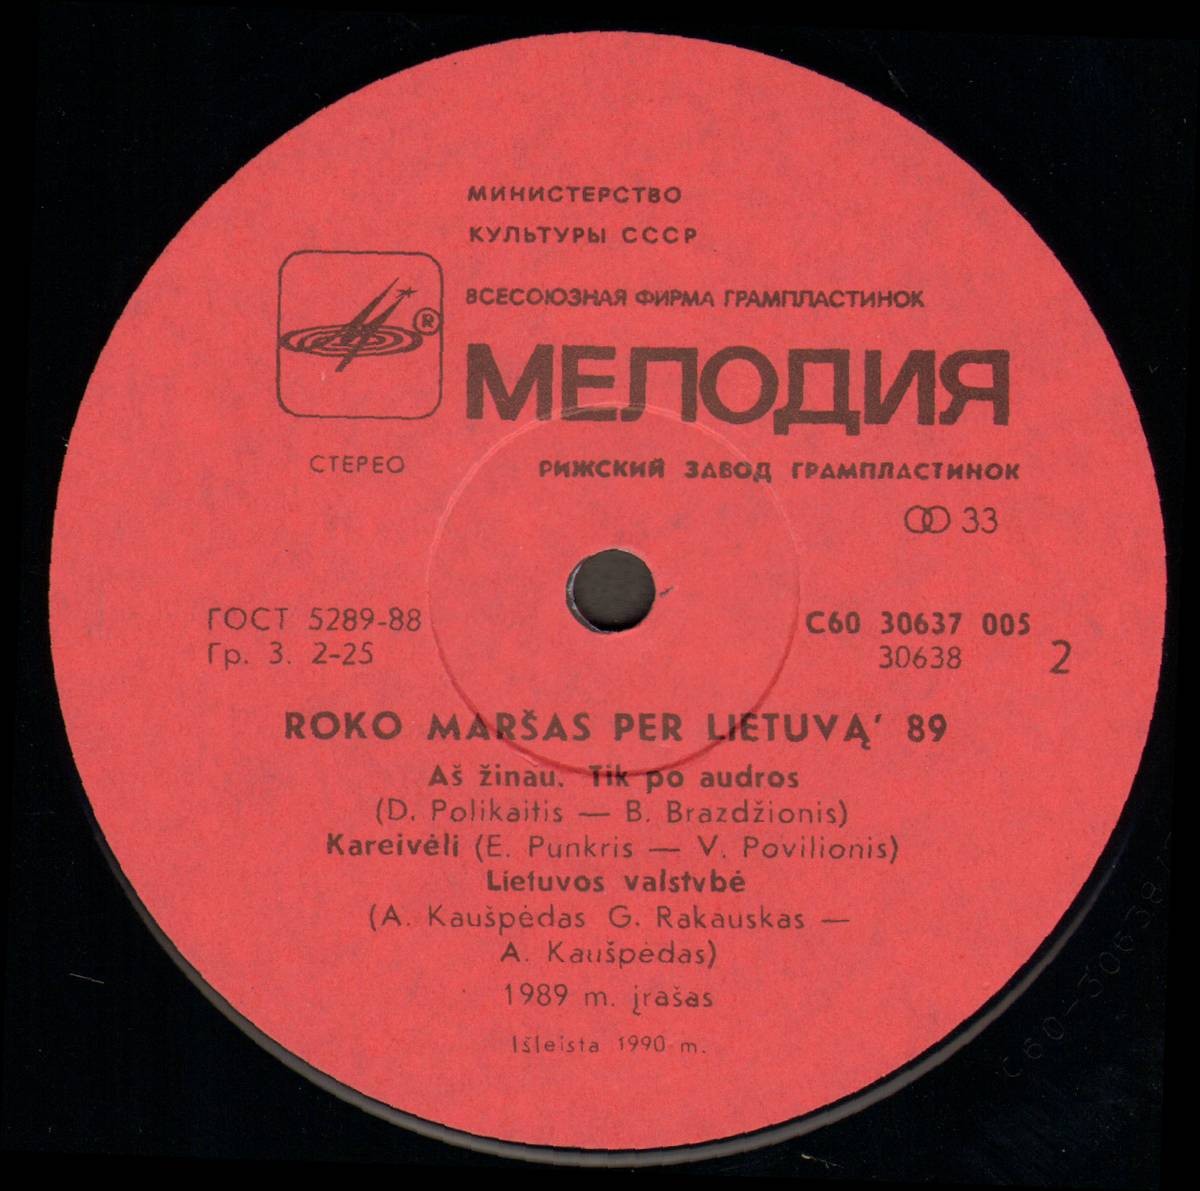 МИНИСТЕРСТВО
КУЛЬТУРЫ СССР
ВСЕСОЮЗНАЯ ФИРМА ГРАМПЛАСТИНОК
®
МЕЛОДИЯ
СТЕРЕО
РИЖСКИЙ ЗАВОД ГРАМПЛАСТИНОК
33
ГОСТ 5289-88
Гр. 3. 2-25
С60 30637 005
30638
2
ROKO MARŠAS PER LIETUVĄ’ 89
Aš žinau. Tik po audros
(D. Polikaitis — B. Brazdžionis)
Kareivėli (E. Punkris — V. Povilionis)
Lietuvos valstybė
(A. Kaušpėdas G. Rakauskas —
A. Kaušpėdas)
1989 m. įrašas
Išleista 1990 m.
С60-30638